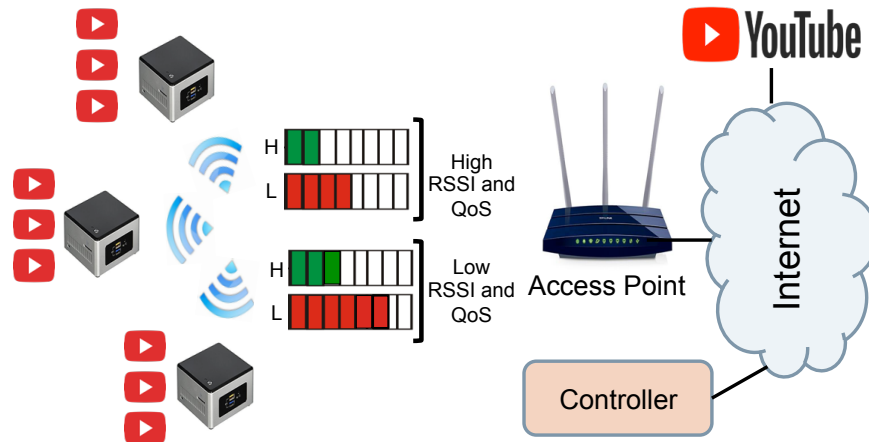 YouTube
H
L
High
RSSI and
QoS
H
L
Low
RSSI and
QoS
Access Point
Internet
Controller